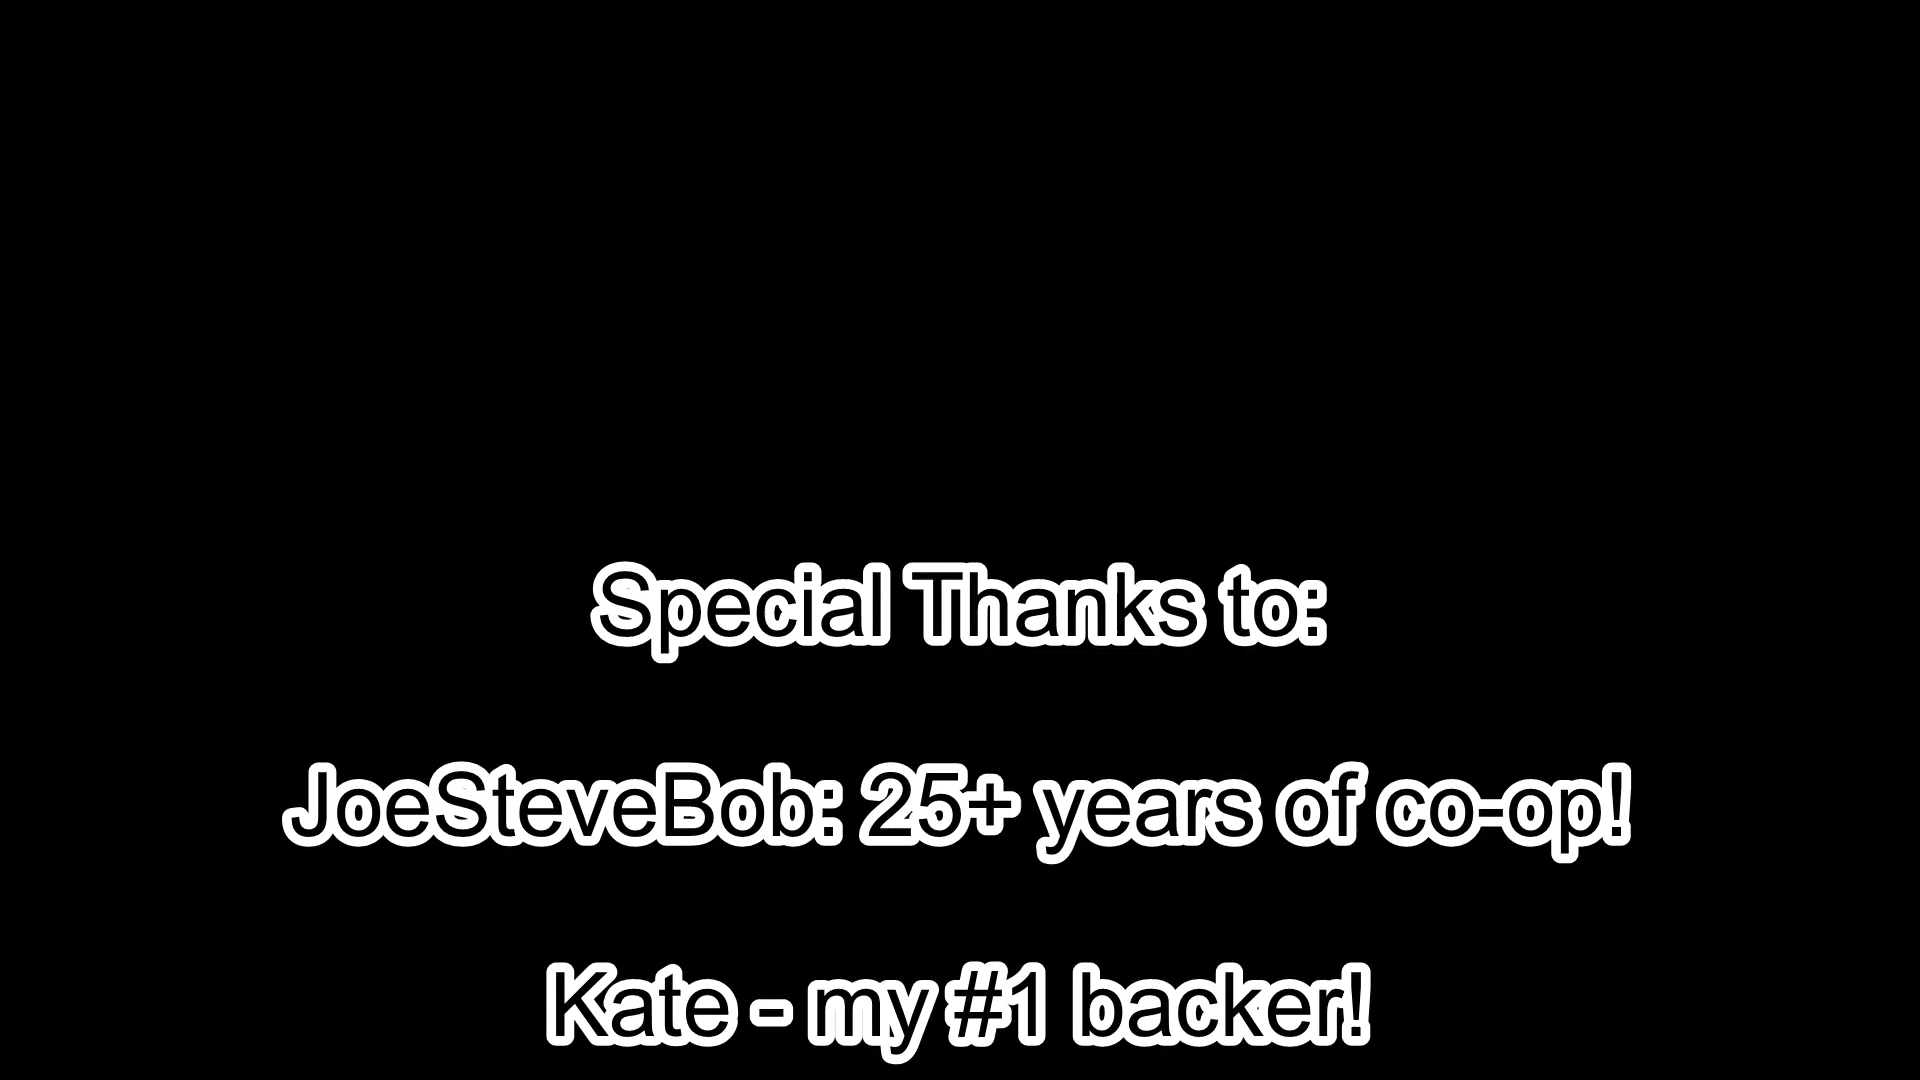 Special Thanks to:
JoeSteveBob: 25+ years of co-op!
Kate - my #1 backer!